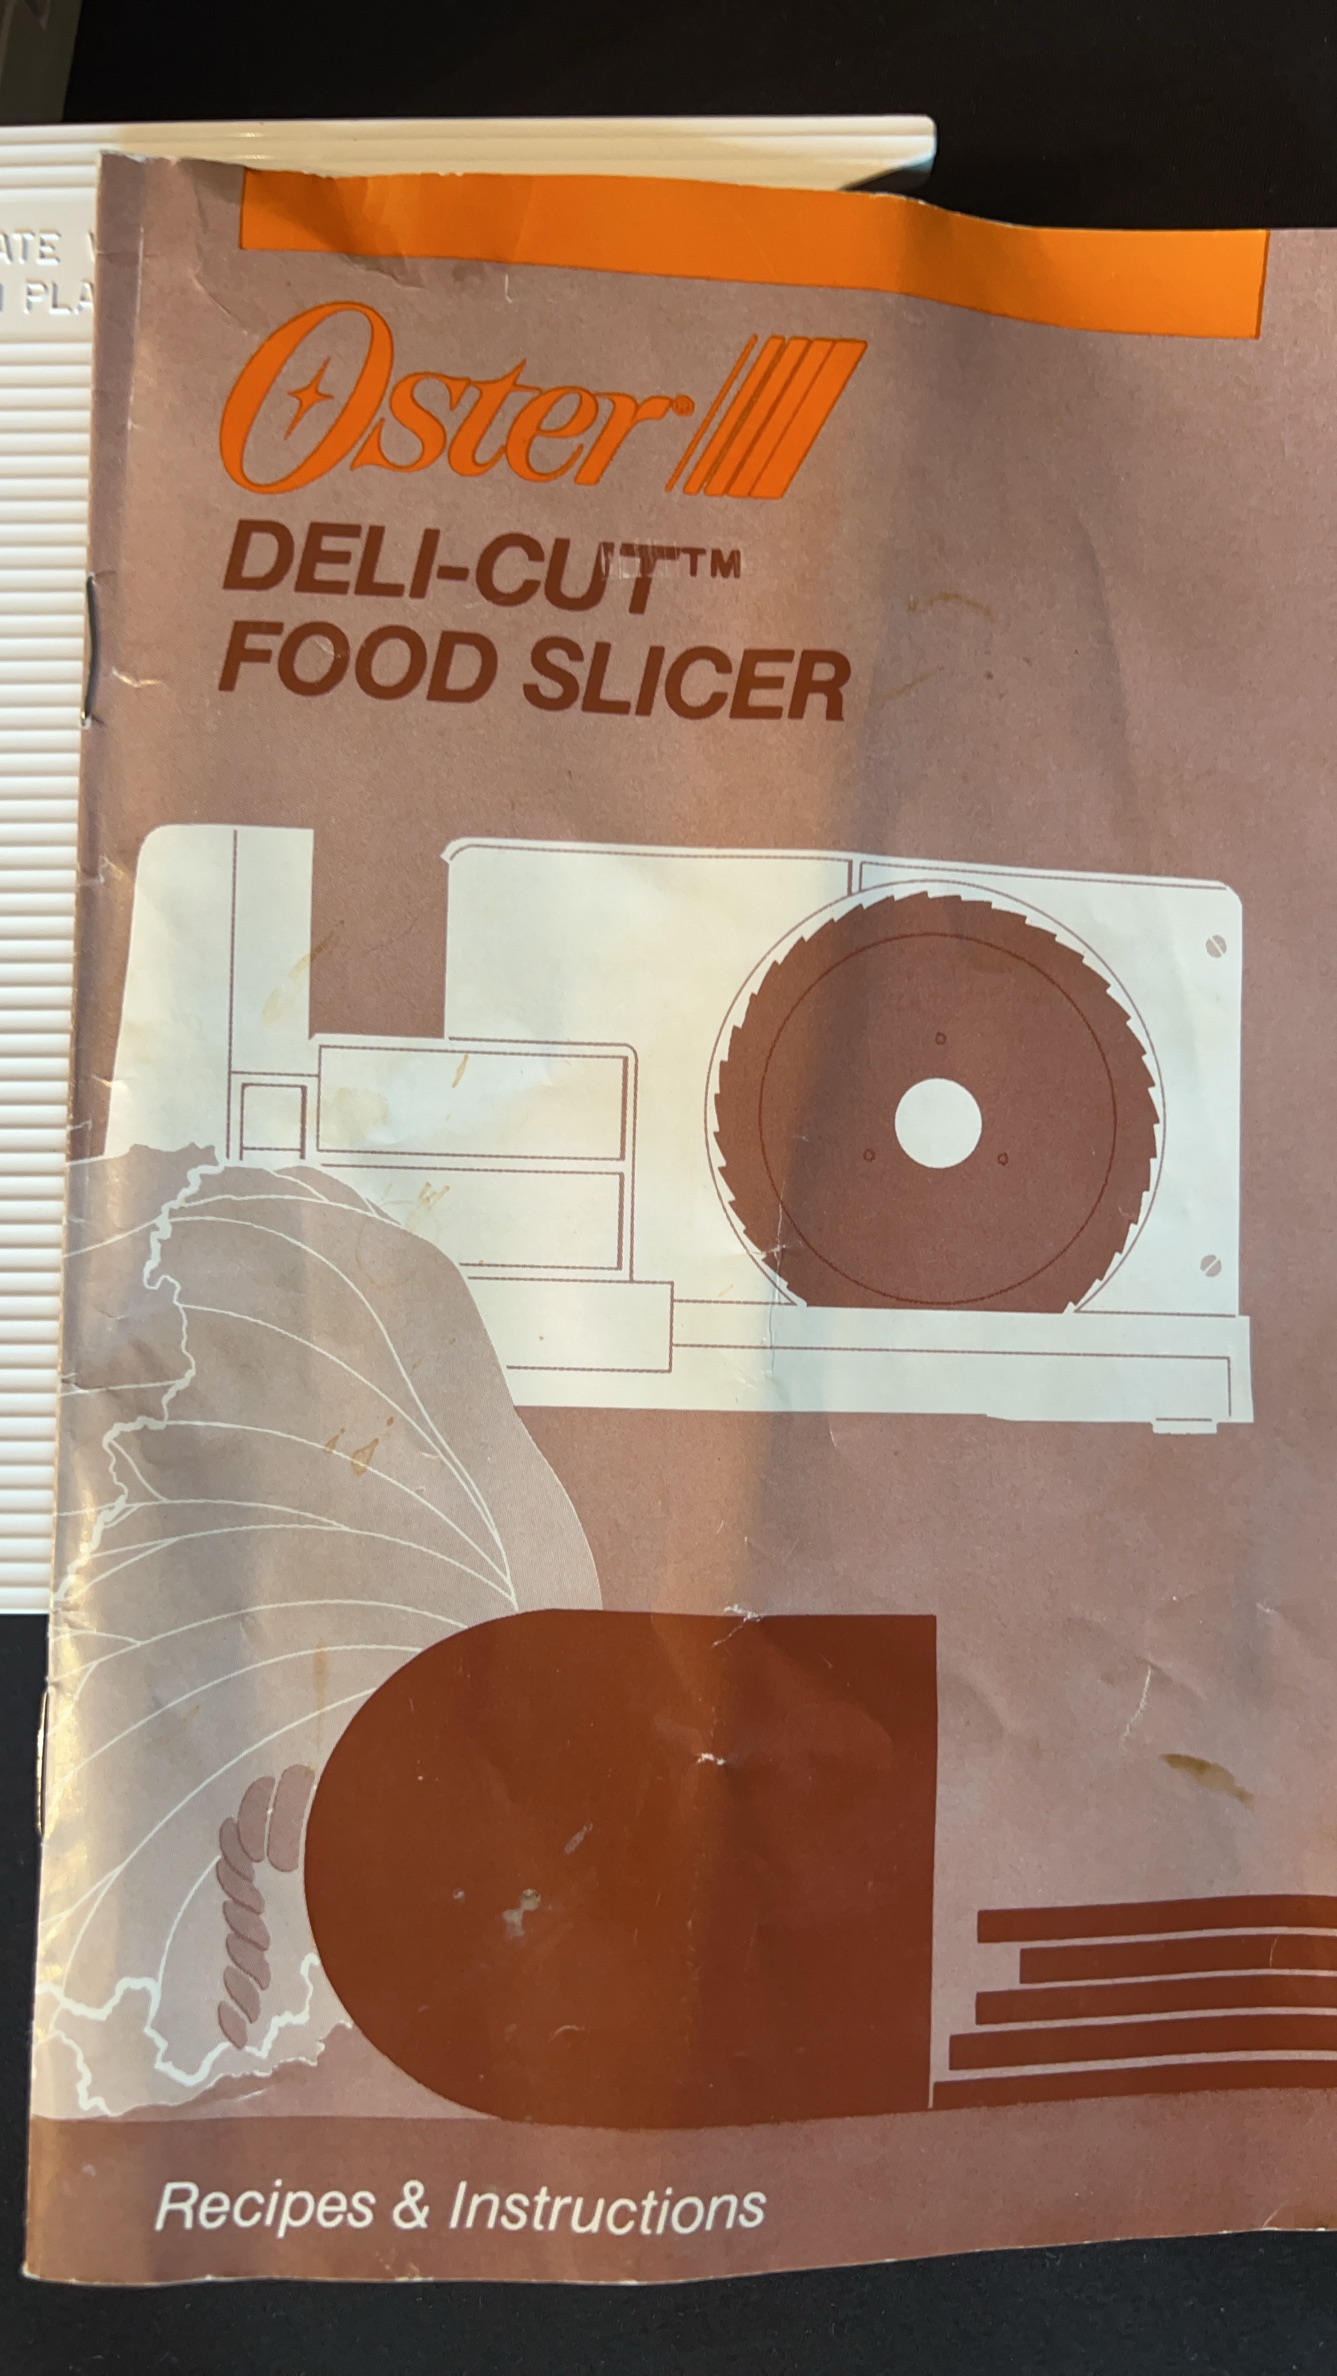 ATE
PLA
Oster®
DELI-CUT™
FOOD SLICER
Recipes & Instructions